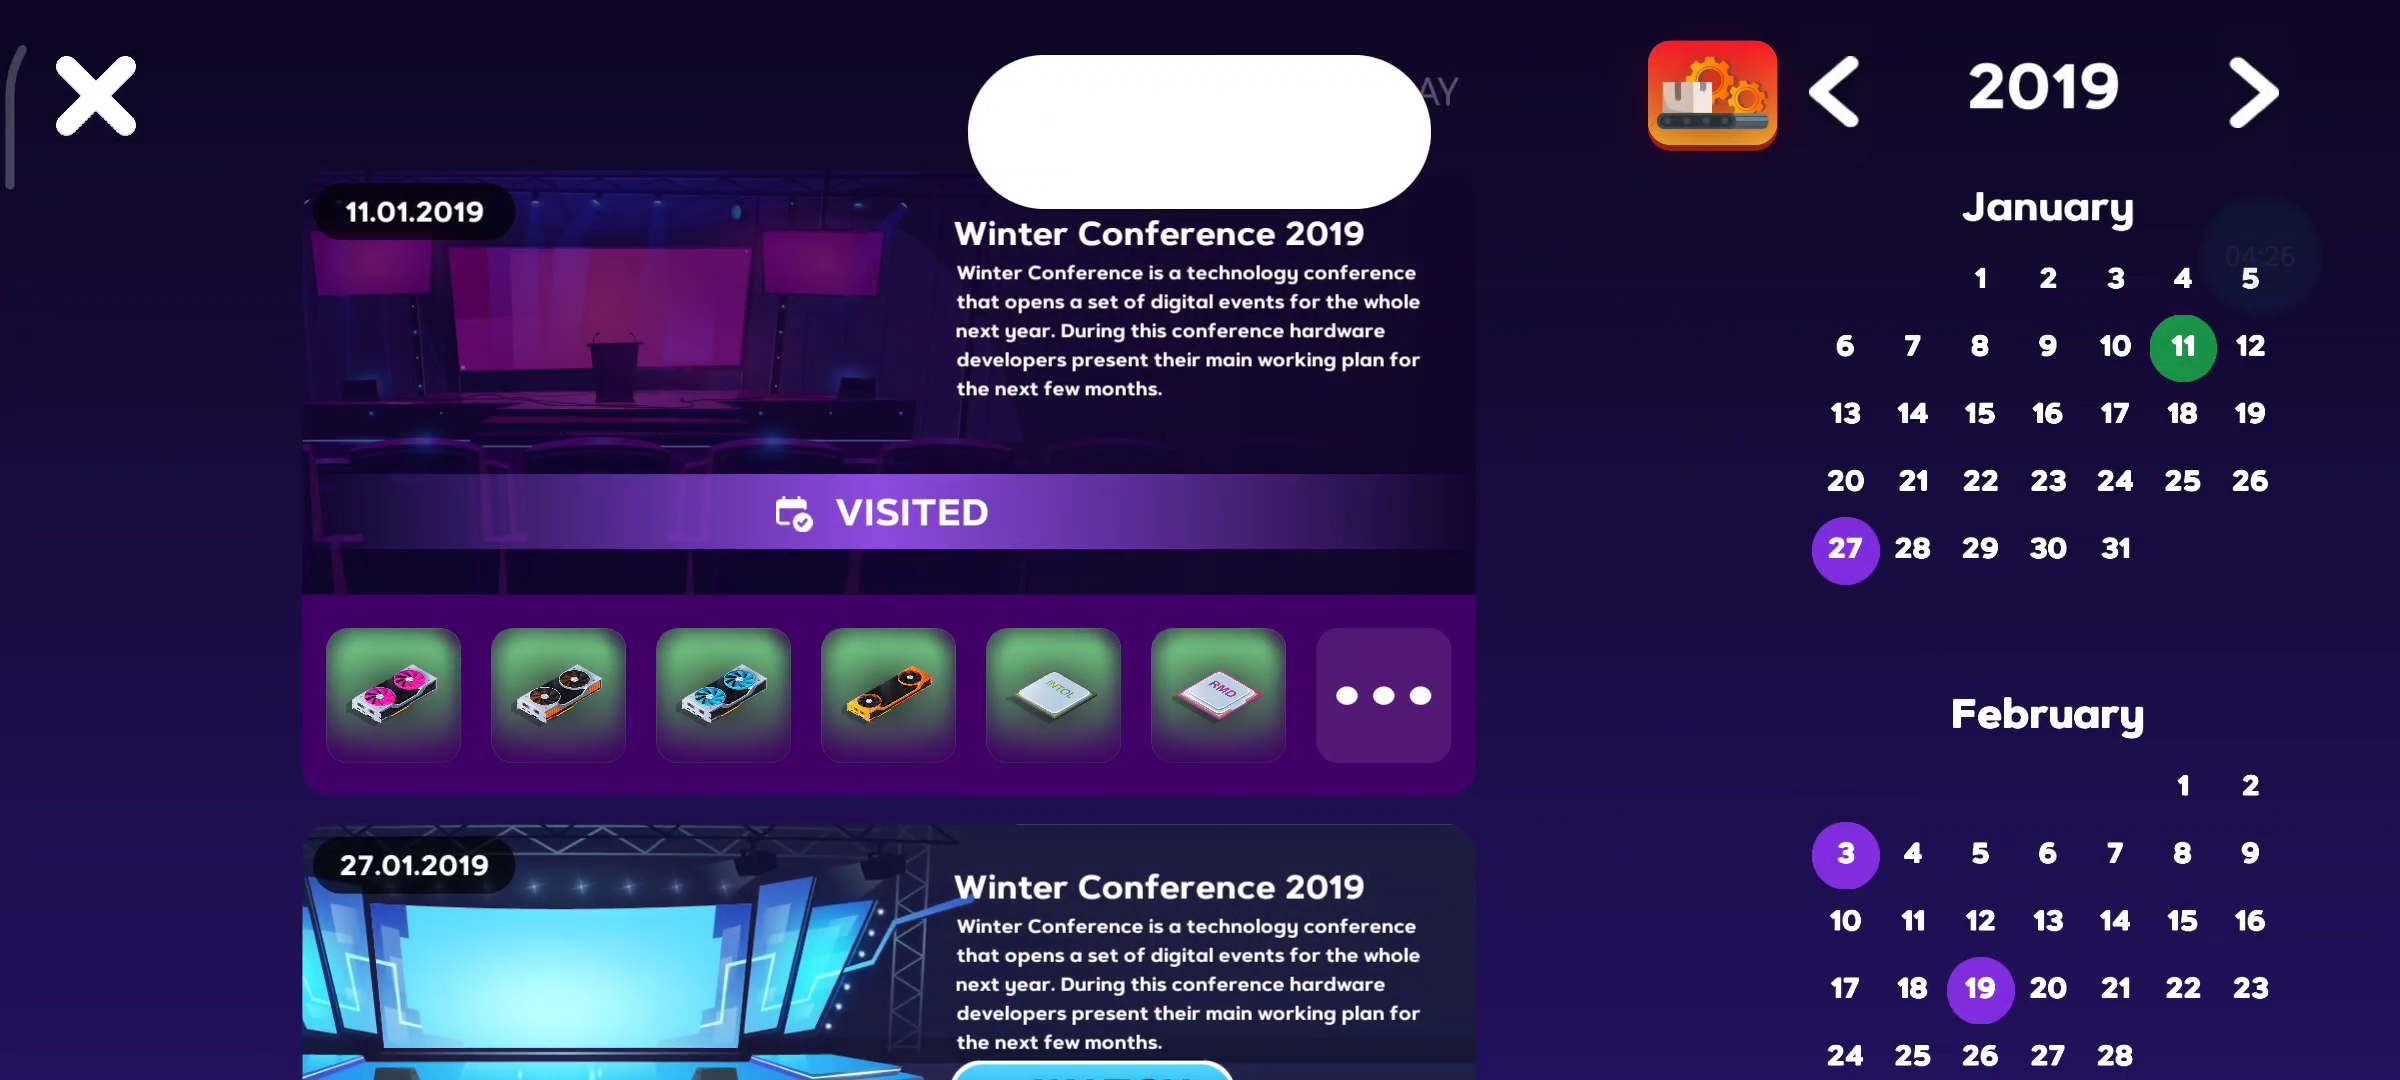 AY
2019
11.01.2019
Winter Conference 2019
Winter Conference is a technology conference
that opens a set of digital events for the whole
next year. During this conference hardware
developers present their main working plan for
the next few months.
VISITED
INTOL
RMD
27.01.2019
Winter Conference 2019
Winter Conference is a technology conference
that opens a set of digital events for the whole
next year. During this conference hardware
developers present their main working plan for
the next few months.
January
04:26
1 2 3 4 5
6 7 8 9 10 11 12
13 14 15 16 17 18 19
20 21 22 23 24 25 26
27 28 29 30 31
February
1 2
3 4 5 6 7 8 9
10 11 12 13 14 15 16
17 18 19 20 21 22 23
24 25 26 27 28